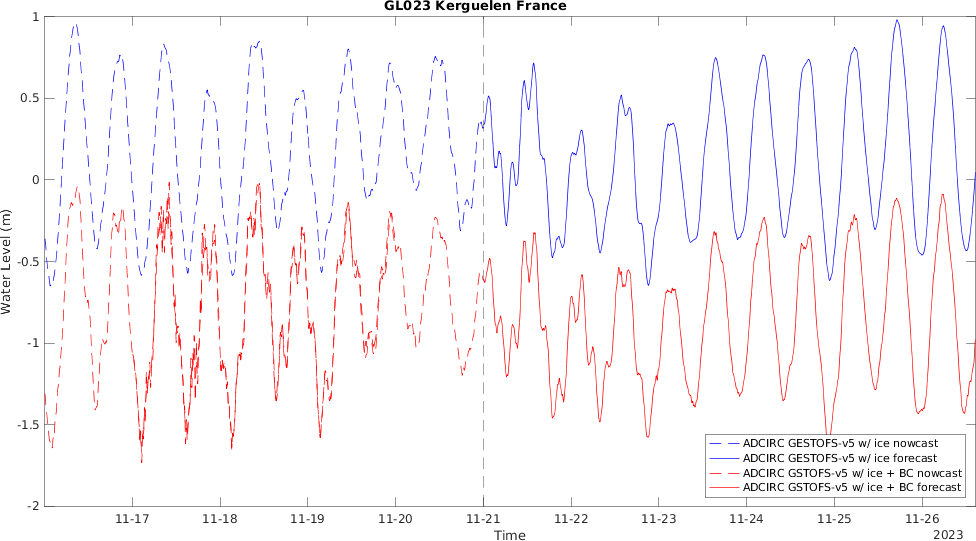 GL023 Kerguelen France
1
0.5
0
-0.5
-1
-1.5
-2
Water Level (m)
ADCIRC GESTOFS-v5 w/ ice nowcast
ADCIRC GESTOFS-v5 w/ ice forecast
ADCIRC GSTOFS-v5 w/ ice + BC nowcast
ADCIRC GSTOFS-v5 w/ ice + BC forecast
11-17 11-18 11-19 11-20 11-21 11-22 11-23 11-24 11-25 11-26
Time
2023